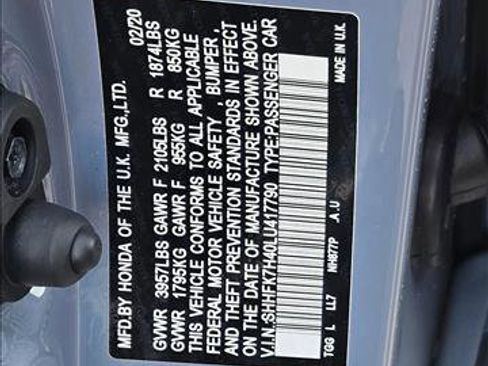 MFD.BY HONDA OF THE U.K. MFG.,LTD. 02/20
GVWR 3957LBS GAWR F 2105LBS R 1874LBS
GVWR 1795KG GAWR F 955KG R 850KG
THIS VEHICLE CONFORMS TO ALL APPLICABLE
FEDERAL MOTOR VEHICLE SAFETY , BUMPER ,
AND THEFT PREVENTION STANDARDS IN EFFECT
ON THE DATE OF MANUFACTURE SHOWN ABOVE.
V.I.N.:SHHFK7H40LU417790 TYPE:PASSENGER CAR
TGG L LL7 NH877P .A.U MADE IN U.K.